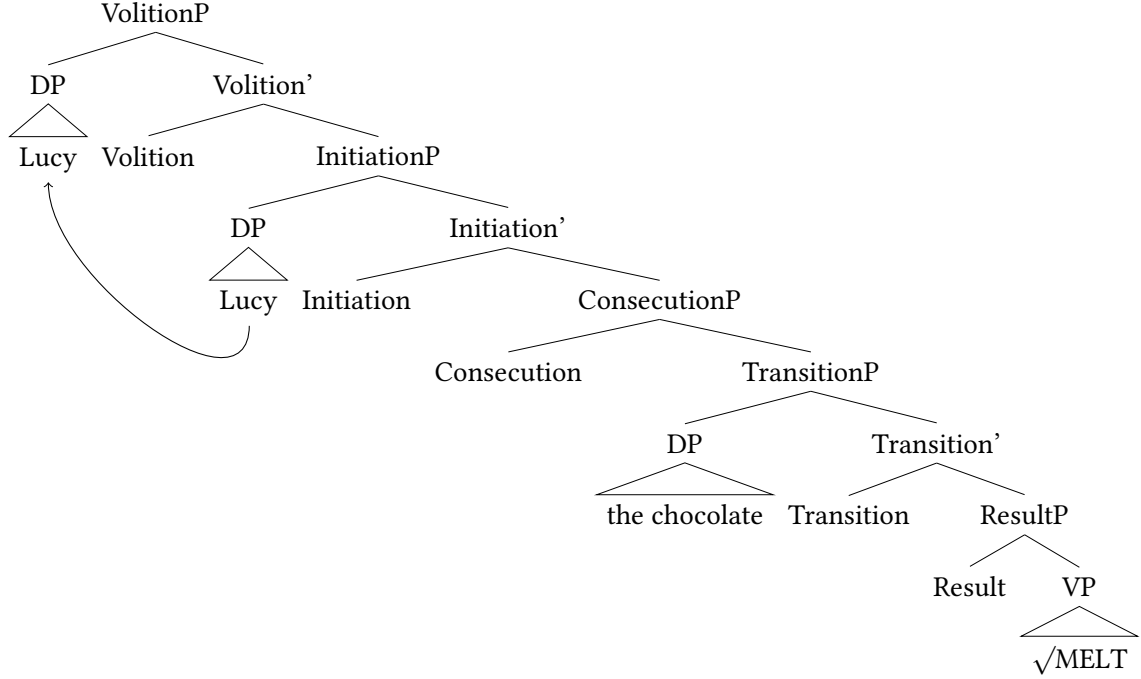 VolitionP
DP Volition’
Lucy Volition InitiationP
DP Initiation’
Lucy Initiation ConsecutionP
Consecution TransitionP
DP Transition’
the chocolate Transition ResultP
Result VP
√MELT